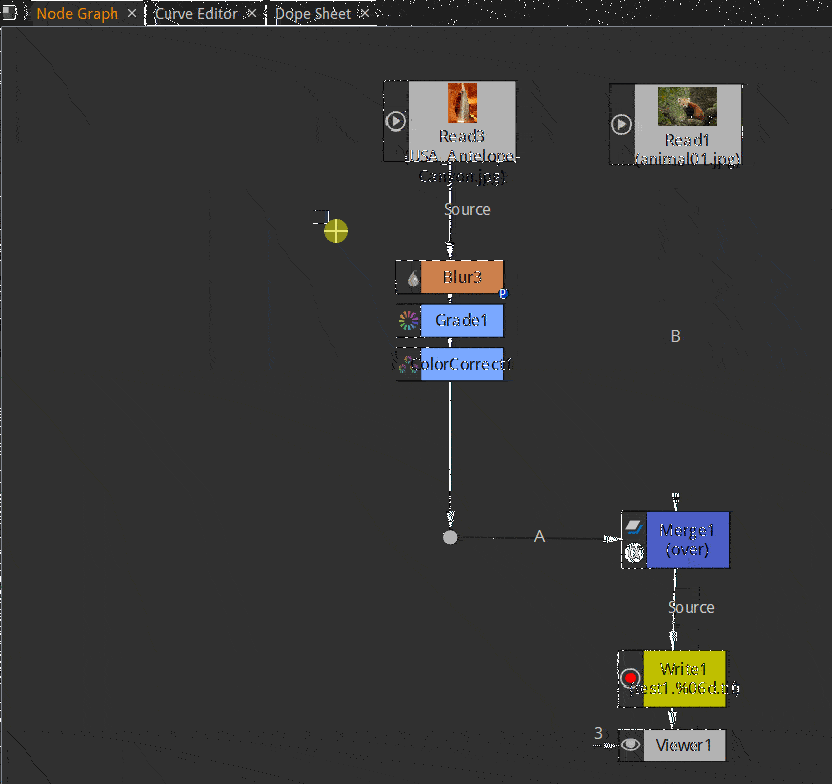 Node Graph × Curve Editor × Dope Sheet ×
Read3
(USA_Antelope-
Canyon.jpg)
Read1
(animal01.jpg)
Source
Blur3
P
Grade1
ColorCorrect1
B
A
Merge1
(over)
Source
Write1
3
Viewer1